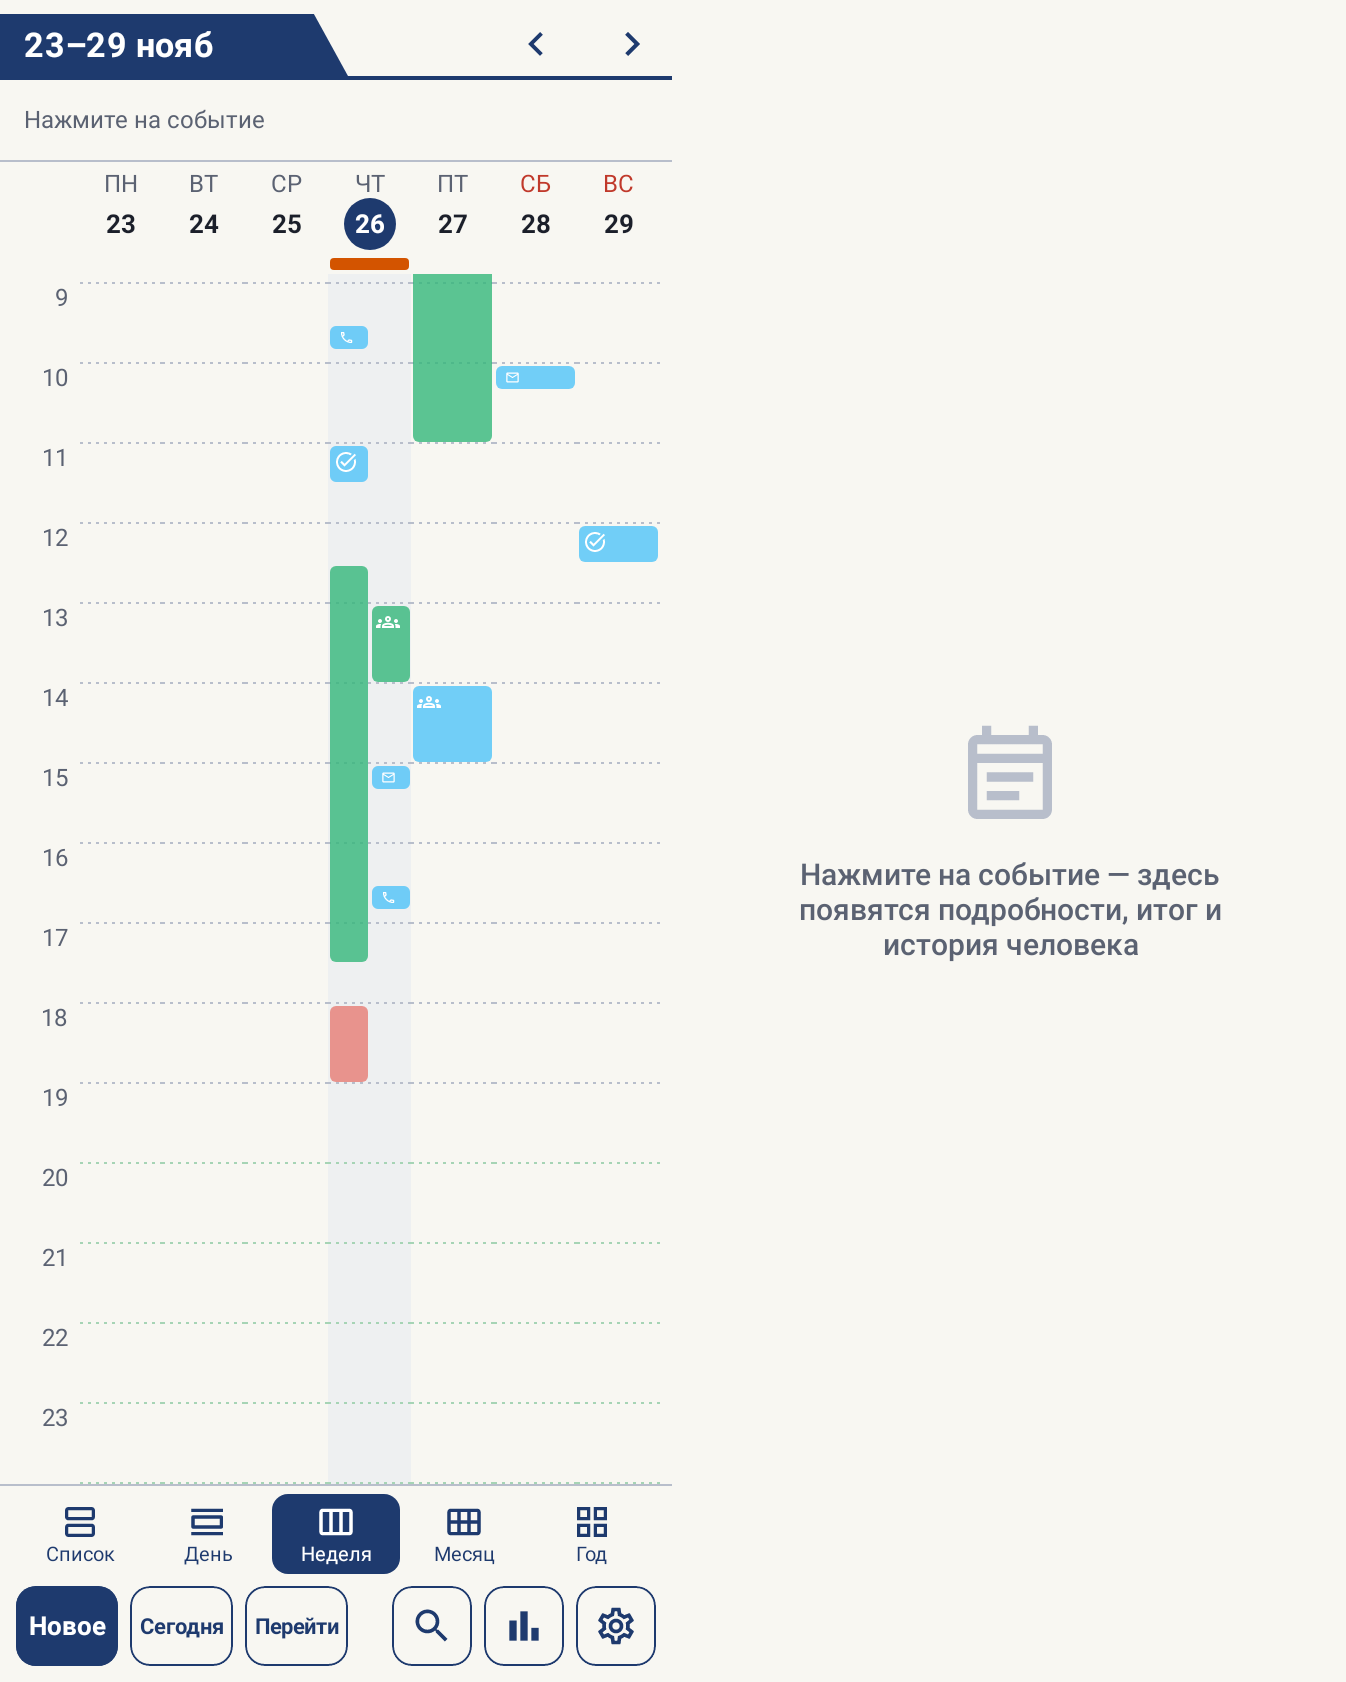 23–29 нояб
Нажмите на событие
ПН ВТ СР ЧТ ПТ СБ ВС
23 24 25 26 27 28 29
9
10
11
12
13
14
15
16
17
18
19
20
21
22
23
Нажмите на событие — здесь
появятся подробности, итог и
история человека
Список День Неделя Месяц Год
Новое Сегодня Перейти